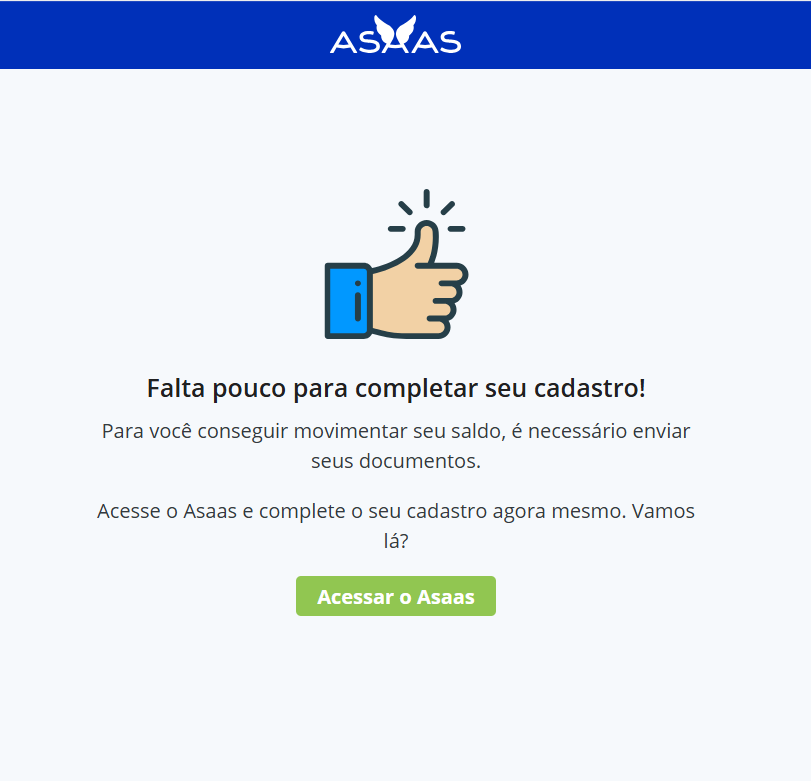 ASAAS
Falta pouco para completar seu cadastro!
Para você conseguir movimentar seu saldo, é necessário enviar
seus documentos.
Acesse o Asaas e complete o seu cadastro agora mesmo. Vamos
lá?
Acessar o Asaas